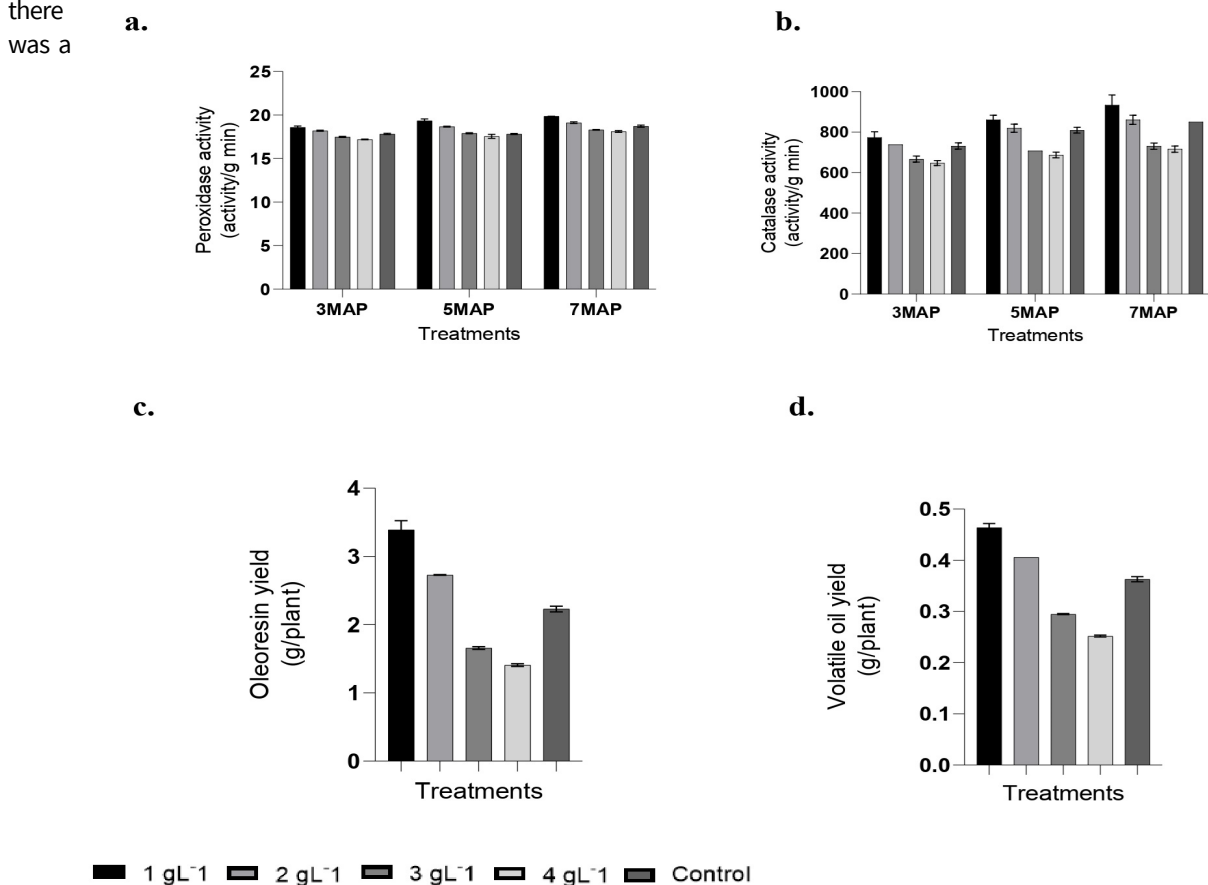 there
was a
a.
Peroxidase activity
(activity/g min)
25
20
15
10
5
0
3MAP 5MAP 7MAP
Treatments
b.
Catalase activity
(activity/g min)
1000
800
600
400
200
0
3MAP 5MAP 7MAP
Treatments
c.
Oleoresin yield
(g/plant)
4
3
2
1
0
Treatments
d.
Volatile oil yield
(g/plant)
0.5
0.4
0.3
0.2
0.1
0.0
Treatments
1 gL⁻1 2 gL⁻1 3 gL⁻1 4 gL⁻1 Control